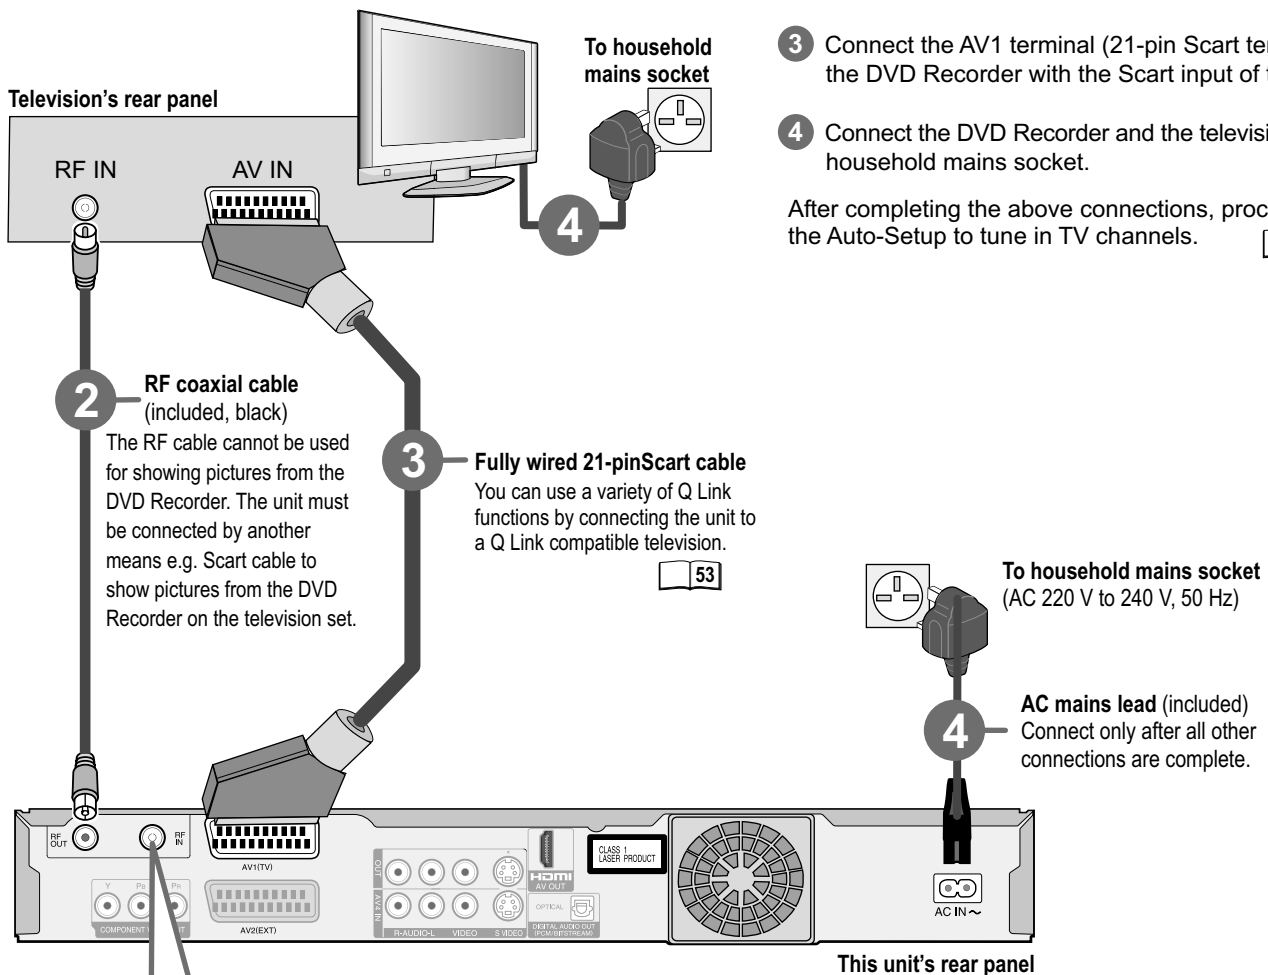 To household
mains socket
3 Connect the AV1 terminal (21-pin Scart
the DVD Recorder with the Scart input of
4 Connect the DVD Recorder and the
household mains socket.
After completing the above connections,
the Auto-Setup to tune in TV channels.
Television's rear panel
RF IN
AV IN
4
2
RF coaxial cable
(included, black)
The RF cable cannot be used
for showing pictures from the
DVD Recorder. The unit must
be connected by another
means e.g. Scart cable to
show pictures from the DVD
Recorder on the television set.
3
Fully wired 21-pinScart cable
You can use a variety of Q Link
functions by connecting the unit to
a Q Link compatible television.
53
To household mains socket
(AC 220 V to 240 V, 50 Hz)
4
AC mains lead (included)
Connect only after all other
connections are complete.
RF
OUT
RF
IN
AV1(TV)
AV2(EXT)
Y PB PR
COMPONENT
OUT
AV4 IN
R-AUDIO-L VIDEO S VIDEO
HDMI
AV OUT
OPTICAL
DIGITAL AUDIO OUT
(PCM/BITSTREAM)
CLASS 1
LASER PRODUCT
AC IN ~
This unit's rear panel